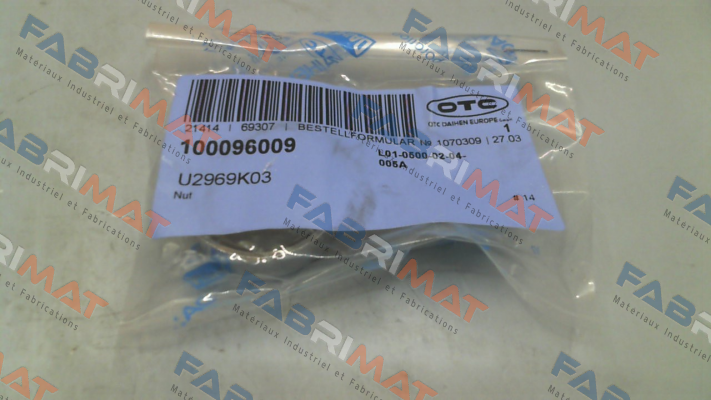 OTC
OTC DAIHEN EUROPE
21414 | 69307 | BESTELLFORMULAR № 1070309 | 27 03
1
100096009
L01-0500-02-04-
005A
U2969K03
Nut
S 14
FABRIMAT
Materiaux Industriel et Fabrications